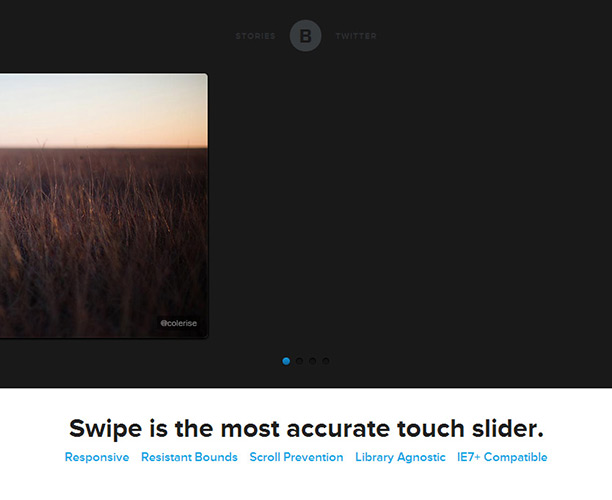 STORIES B TWITTER
@colerise
Swipe is the most accurate touch slider.
Responsive Resistant Bounds Scroll Prevention Library Agnostic IE7+ Compatible